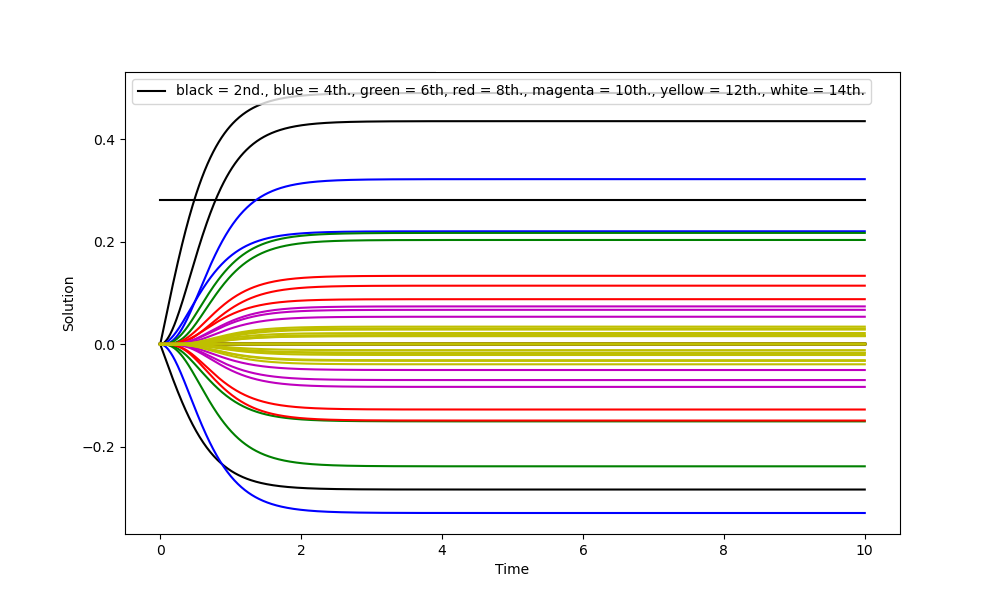 black = 2nd., blue = 4th., green = 6th, red = 8th., magenta = 10th., yellow = 12th., white = 14th.
Solution
0.4
0.2
0.0
−0.2
0 2 4 6 8 10
Time